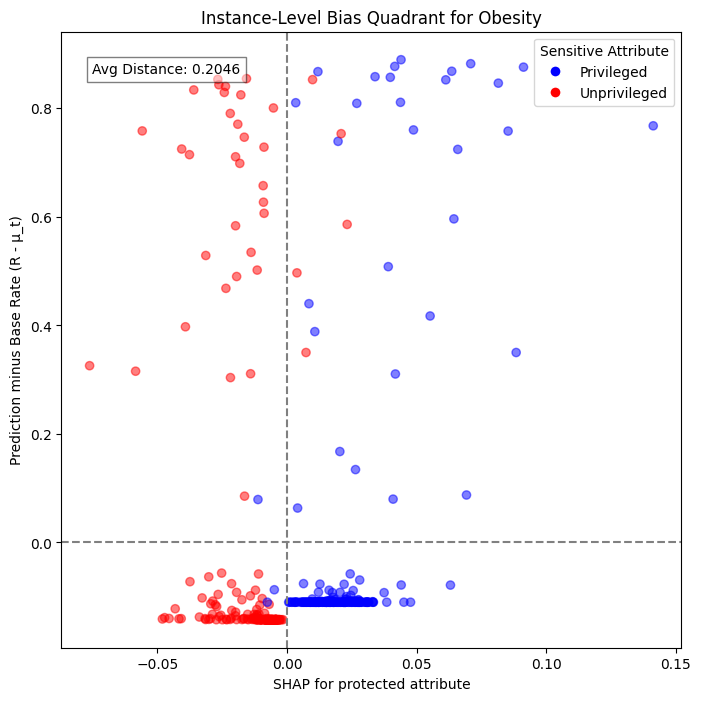 Instance-Level Bias Quadrant for Obesity
Avg Distance: 0.2046
Sensitive Attribute
Privileged
Unprivileged
Prediction minus Base Rate (R - μ_t)
0.8
0.6
0.4
0.2
0.0
−0.05
0.00
0.05
0.10
0.15
SHAP for protected attribute